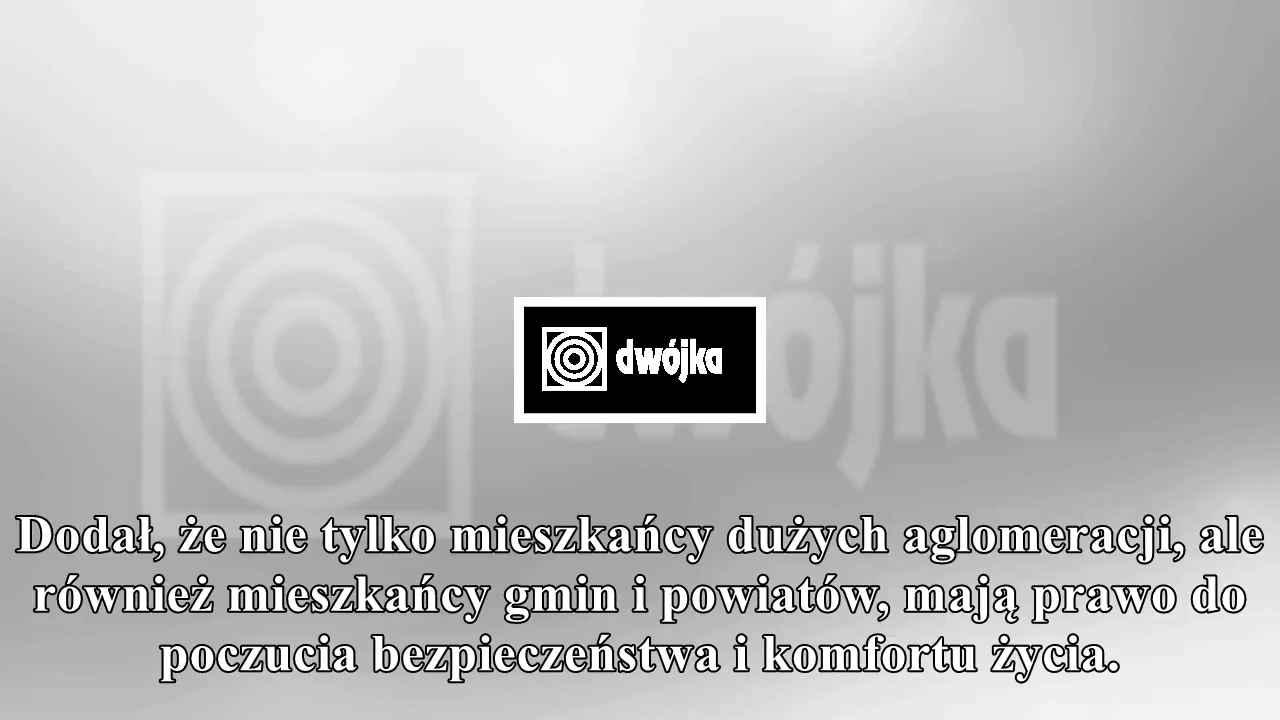 dwójka
dwójka
Dodał, że nie tylko mieszkańcy dużych aglomeracji, ale
również mieszkańcy gmin i powiatów, mają prawo do
poczucia bezpieczeństwa i komfortu życia.